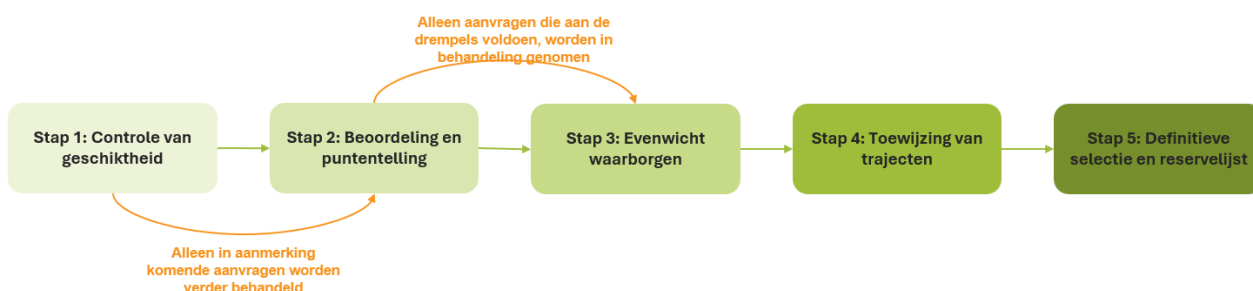 Alleen aanvragen die aan de
drempels voldoen, worden in
behandeling genomen
Stap 1: Controle van
geschiktheid
Stap 2: Beoordeling en
puntentelling
Stap 3: Evenwicht
waarborgen
Stap 4: Toewijzing van
trajecten
Stap 5: Definitieve
selectie en reservelijst
Alleen in aanmerking
komende aanvragen worden
verder behandeld